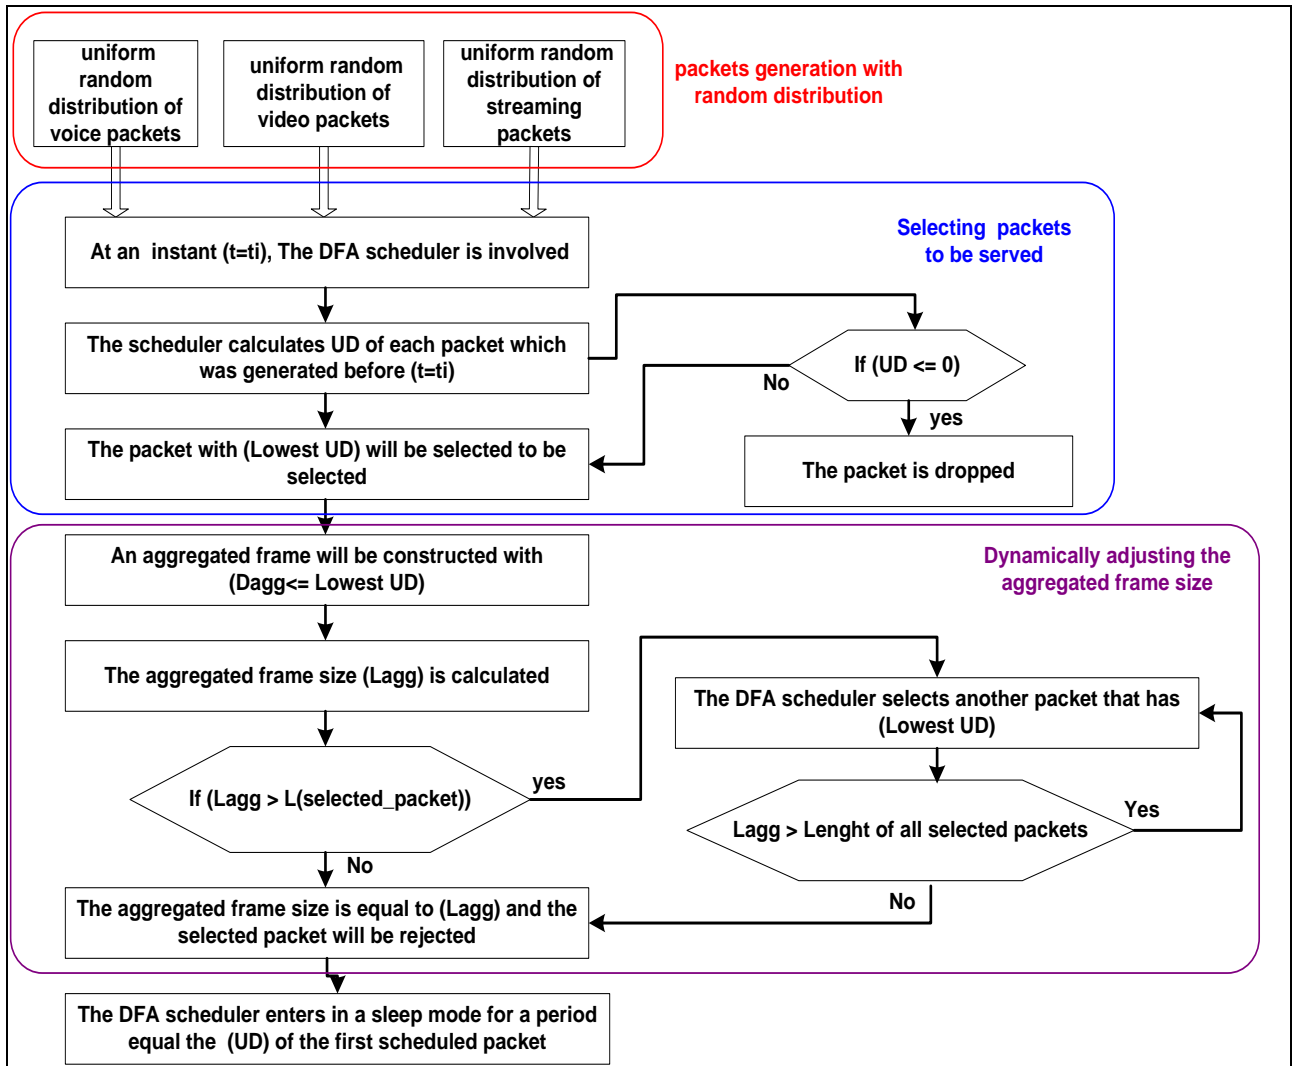 uniform
random
distribution of
voice packets
uniform random
distribution of
video packets
uniform random
distribution of
streaming
packets
packets generation with
random distribution
Selecting packets
to be served
At an instant (t=ti), The DFA scheduler is involved
The scheduler calculates UD of each packet which
was generated before (t=ti)
If (UD <= 0)
No
yes
The packet with (Lowest UD) will be selected to be
selected
The packet is dropped
An aggregated frame will be constructed with
(Dagg<= Lowest UD)
Dynamically adjusting the
aggregated frame size
The aggregated frame size (Lagg) is calculated
The DFA scheduler selects another packet that has
(Lowest UD)
If (Lagg > L(selected_packet))
yes
Lagg > Lenght of all selected packets
Yes
No
No
The aggregated frame size is equal to (Lagg) and the
selected packet will be rejected
The DFA scheduler enters in a sleep mode for a period
equal the (UD) of the first scheduled packet